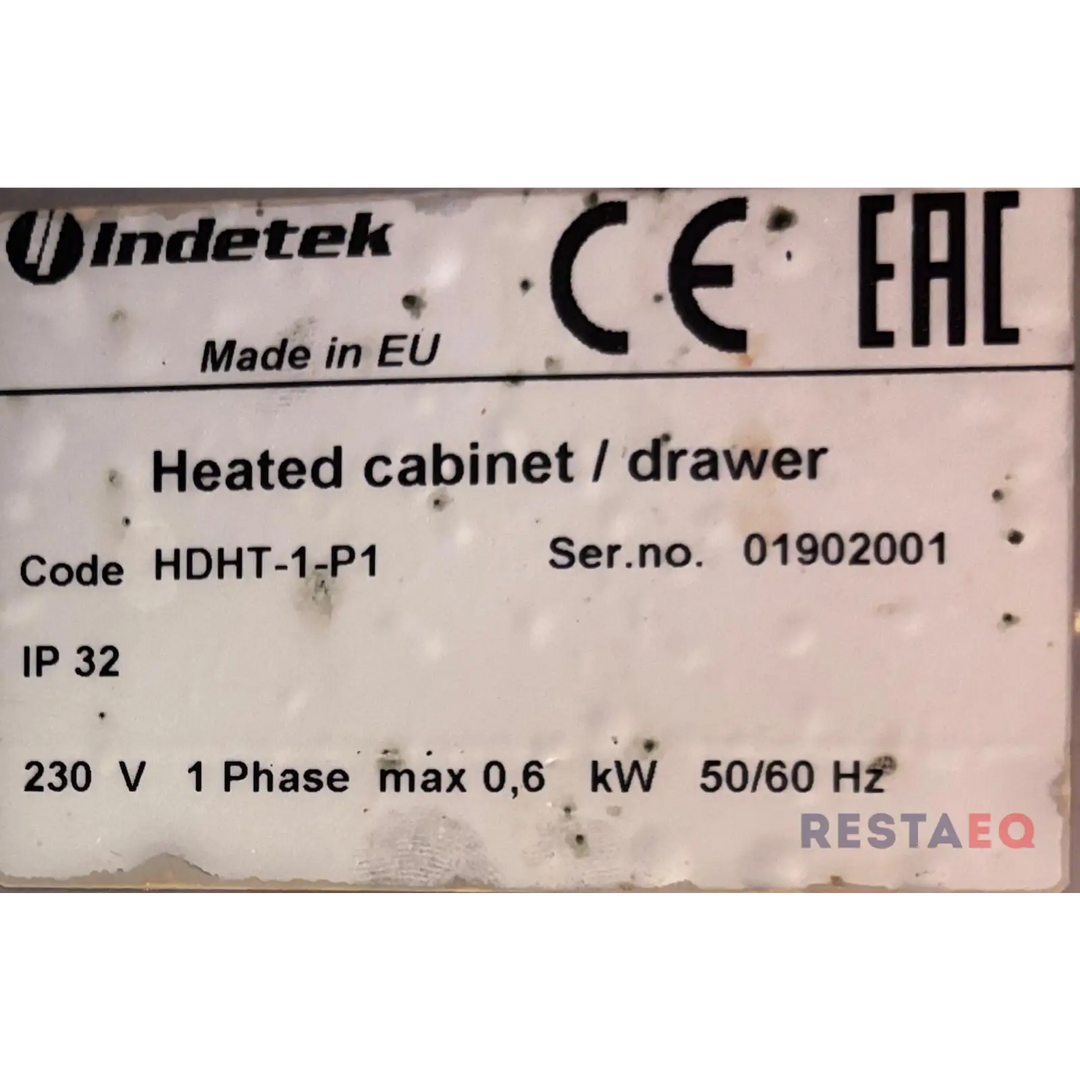 Indetek CE EAC
Made in EU
Heated cabinet / drawer
Code HDHT-1-P1 Ser.no. 01902001
IP 32
230 V 1 Phase max 0,6 kW 50/60 Hz
RESTAEQ